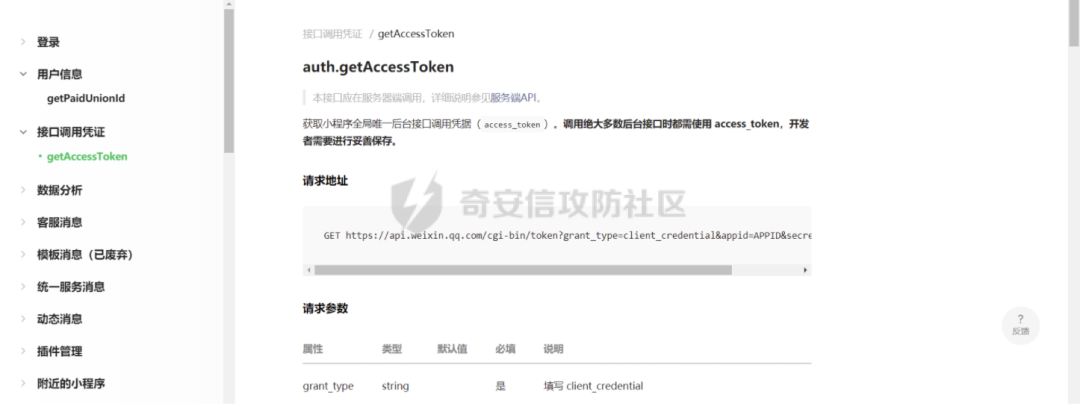 登录
用户信息
getPaidUnionId
接口调用凭证
• getAccessToken
数据分析
客服消息
模板消息（已废弃）
统一服务消息
动态消息
插件管理
附近的小程序
接口调用凭证 / getAccessToken
auth.getAccessToken
本接口应在服务器端调用，详细说明参见服务端API。
获取小程序全局唯一后台接口调用凭据（access_token）。调用绝大多数后台接口时都需使用 access_token，开发
者需要进行妥善保存。
请求地址
奇安信攻防社区
GET https://api.weixin.qq.com/cgi-bin/token?grant_type=client_credential&appid=APPID&secre
请求参数
属性 类型 默认值 必填 说明
grant_type string 是 填写 client_credential
?
反馈